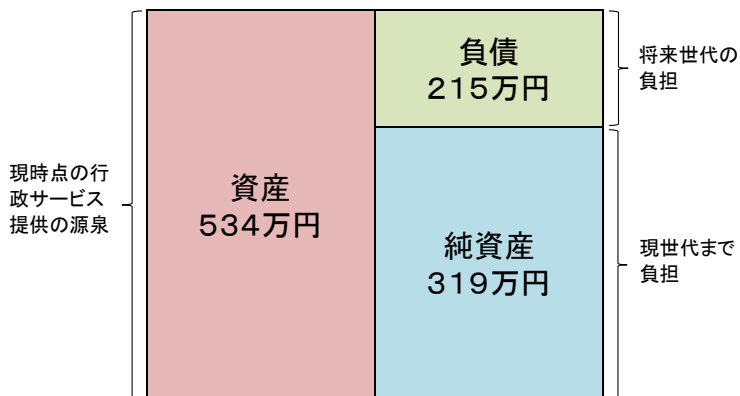 現時点の行
政サービス
提供の源泉
資産
５３４万円
負債
２１５万円
純資産
３１９万円
将来世代の
負担
現世代まで
負担